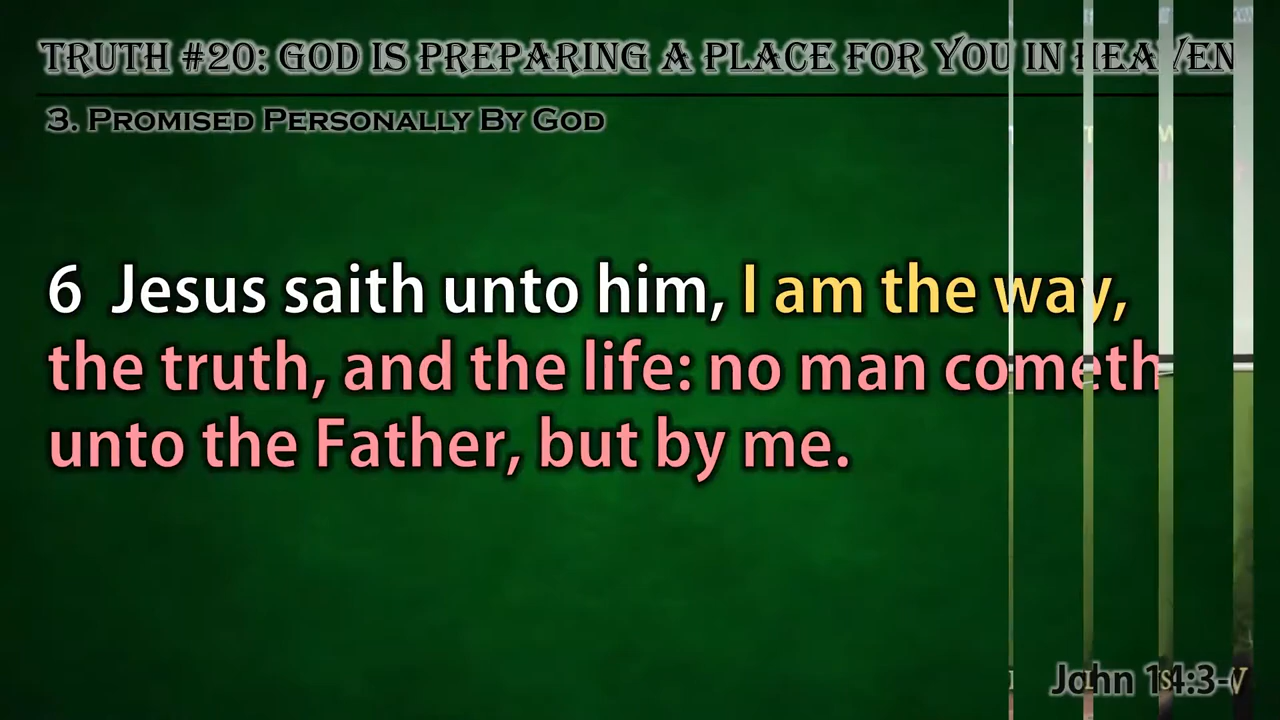 TRUTH #20: GOD IS PREPARING A PLACE FOR YOU IN HEAVEN
3. PROMISED PERSONALLY BY GOD
6 Jesus saith unto him, I am the way,
the truth, and the life: no man cometh
unto the Father, but by me.
John 14:3-